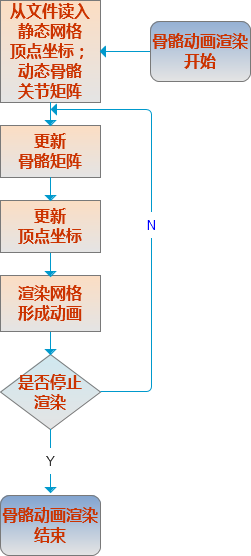 从文件读入
静态网格
顶点坐标；
动态骨骼
关节矩阵
骨骼动画渲染
开始
更新
骨骼矩阵
更新
顶点坐标
N
渲染网格
形成动画
是否停止
渲染
Y
骨骼动画渲染
结束